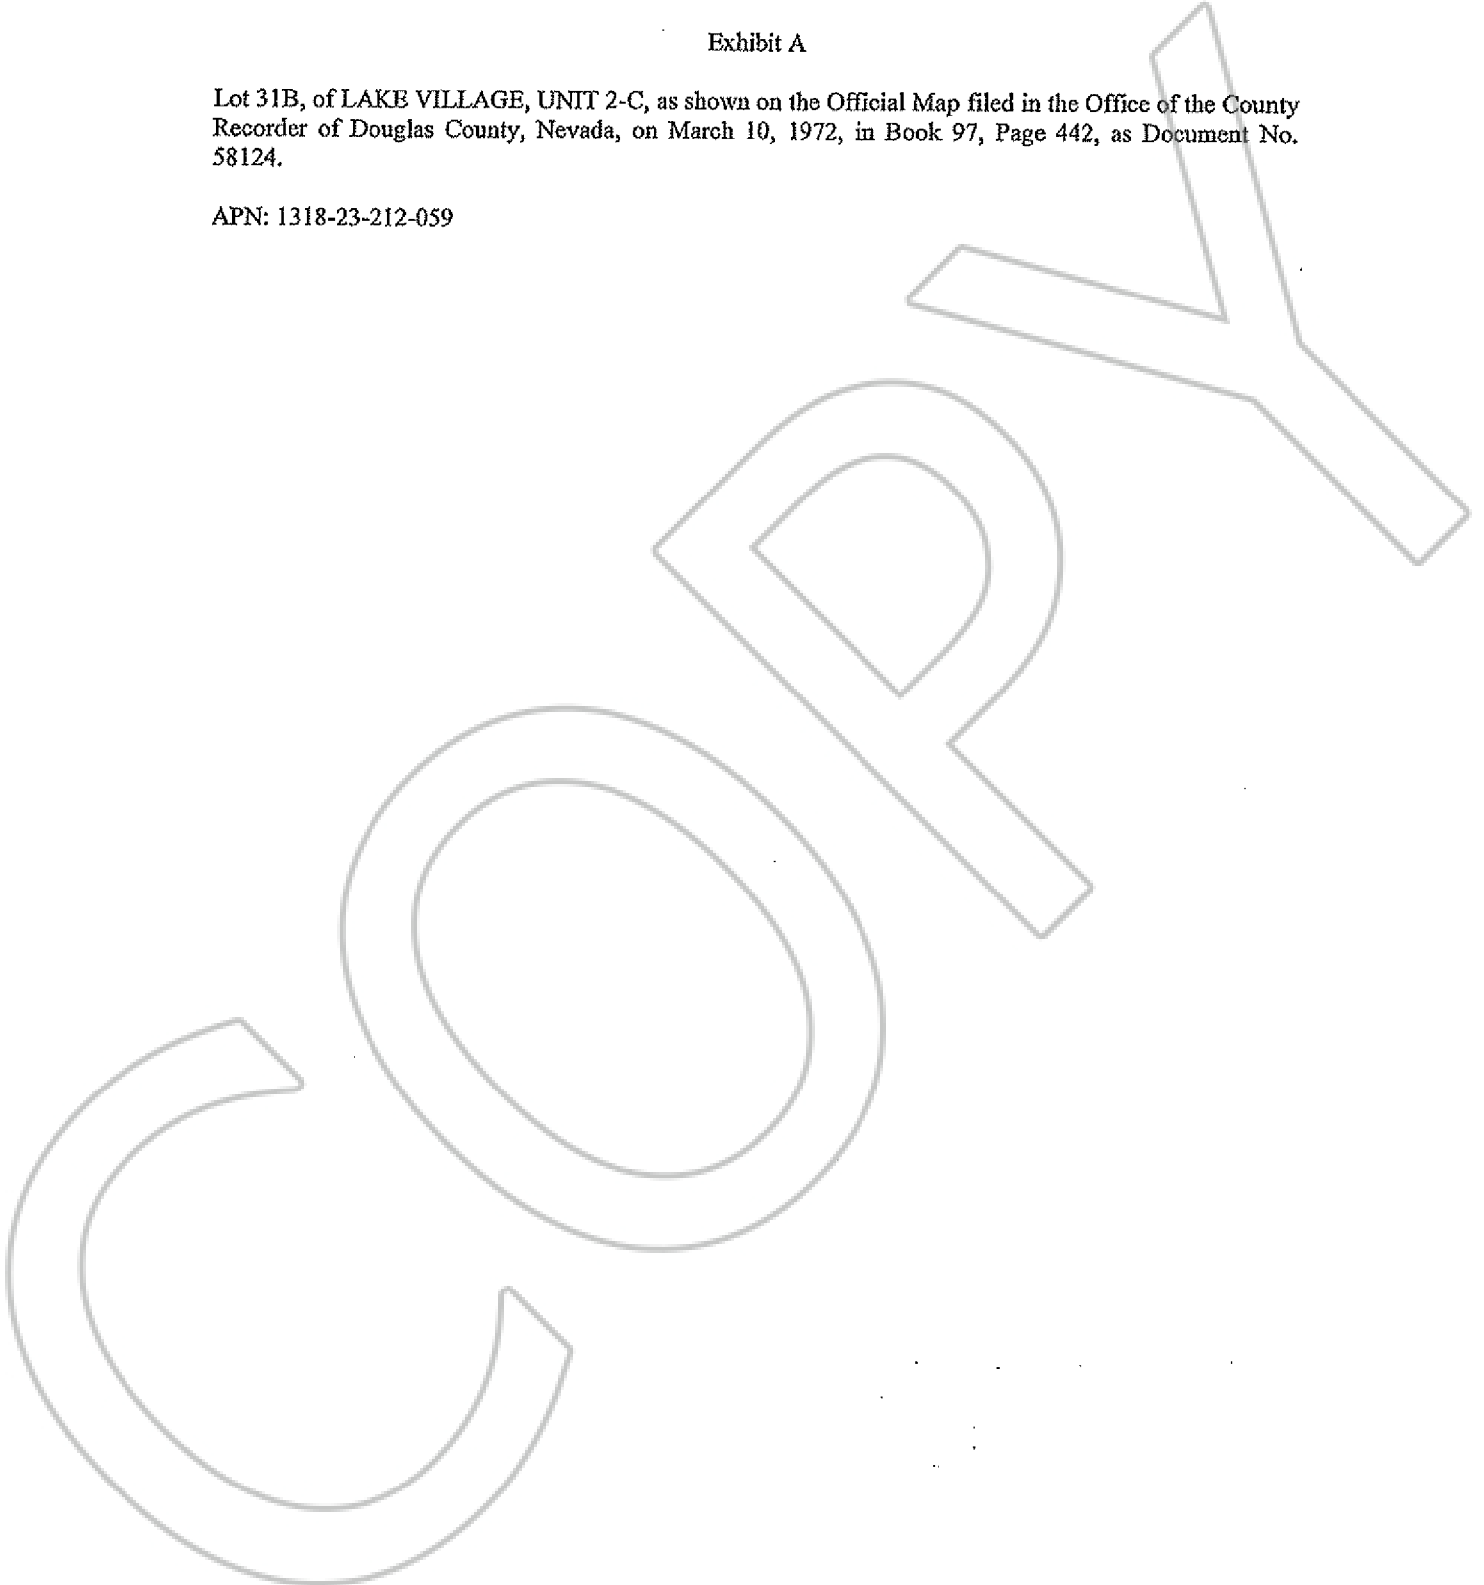 Exhibit A
Lot 31B, of LAKE VILLAGE, UNIT 2-C, as shown on the Official Map filed in the Office of the County
Recorder of Douglas County, Nevada, on March 10, 1972, in Book 97, Page 442, as Document No.
58124.
APN: 1318-23-212-059
COPY